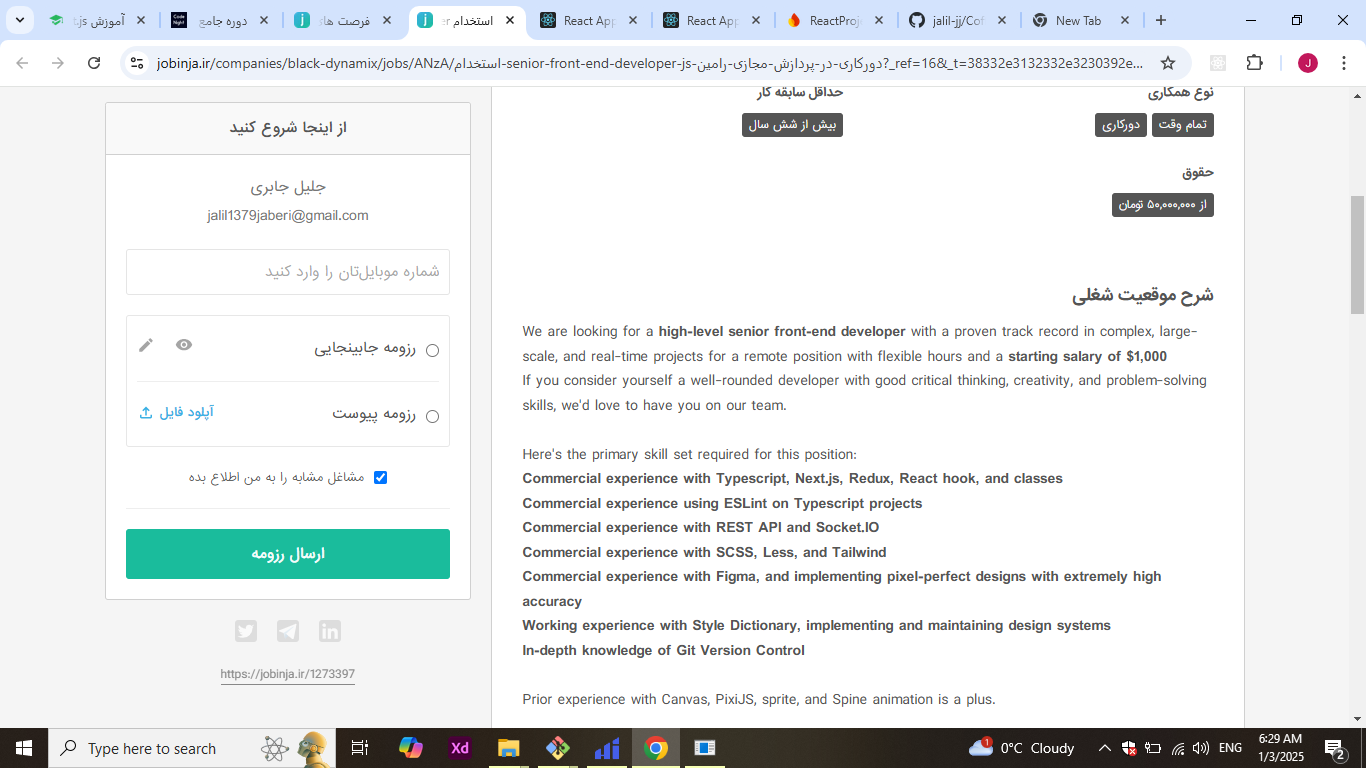 آموزش t.js
دوره جامع
فرصت ها:
استخدام er
React App
React App
ReactProj
jalil-jj/Cof
New Tab
jobinja.ir/companies/black-dynamix/jobs/ANzA/استخدام-senior-front-end-developer-js-دورکاری-در-پردازش-مجازی-رامین?_ref=16&_t=38332e3132332e3230392e...
J
از اینجا شروع کنید
جلیل جابری
jalil1379jaberi@gmail.com
شماره موبایل‌تان را وارد کنید
رزومه جابینجایی
رزومه پیوست
آپلود فایل
مشاغل مشابه را به من اطلاع بده
ارسال رزومه
https://jobinja.ir/1273397
نوع همکاری
حداقل سابقه کار
تمام وقت
دورکاری
بیش از شش سال
حقوق
از ۵۰,۰۰۰,۰۰۰ تومان
شرح موقعیت شغلی
We are looking for a high-level senior front-end developer with a proven track record in complex, large-
scale, and real-time projects for a remote position with flexible hours and a starting salary of $1,000
If you consider yourself a well-rounded developer with good critical thinking, creativity, and problem-solving
skills, we'd love to have you on our team.
Here's the primary skill set required for this position:
Commercial experience with Typescript, Next.js, Redux, React hook, and classes
Commercial experience using ESLint on Typescript projects
Commercial experience with REST API and Socket.IO
Commercial experience with SCSS, Less, and Tailwind
Commercial experience with Figma, and implementing pixel-perfect designs with extremely high
accuracy
Working experience with Style Dictionary, implementing and maintaining design systems
In-depth knowledge of Git Version Control
Prior experience with Canvas, PixiJS, sprite, and Spine animation is a plus.
Type here to search
Xd
1
0°C Cloudy
ENG
6:29 AM
1/3/2025
2